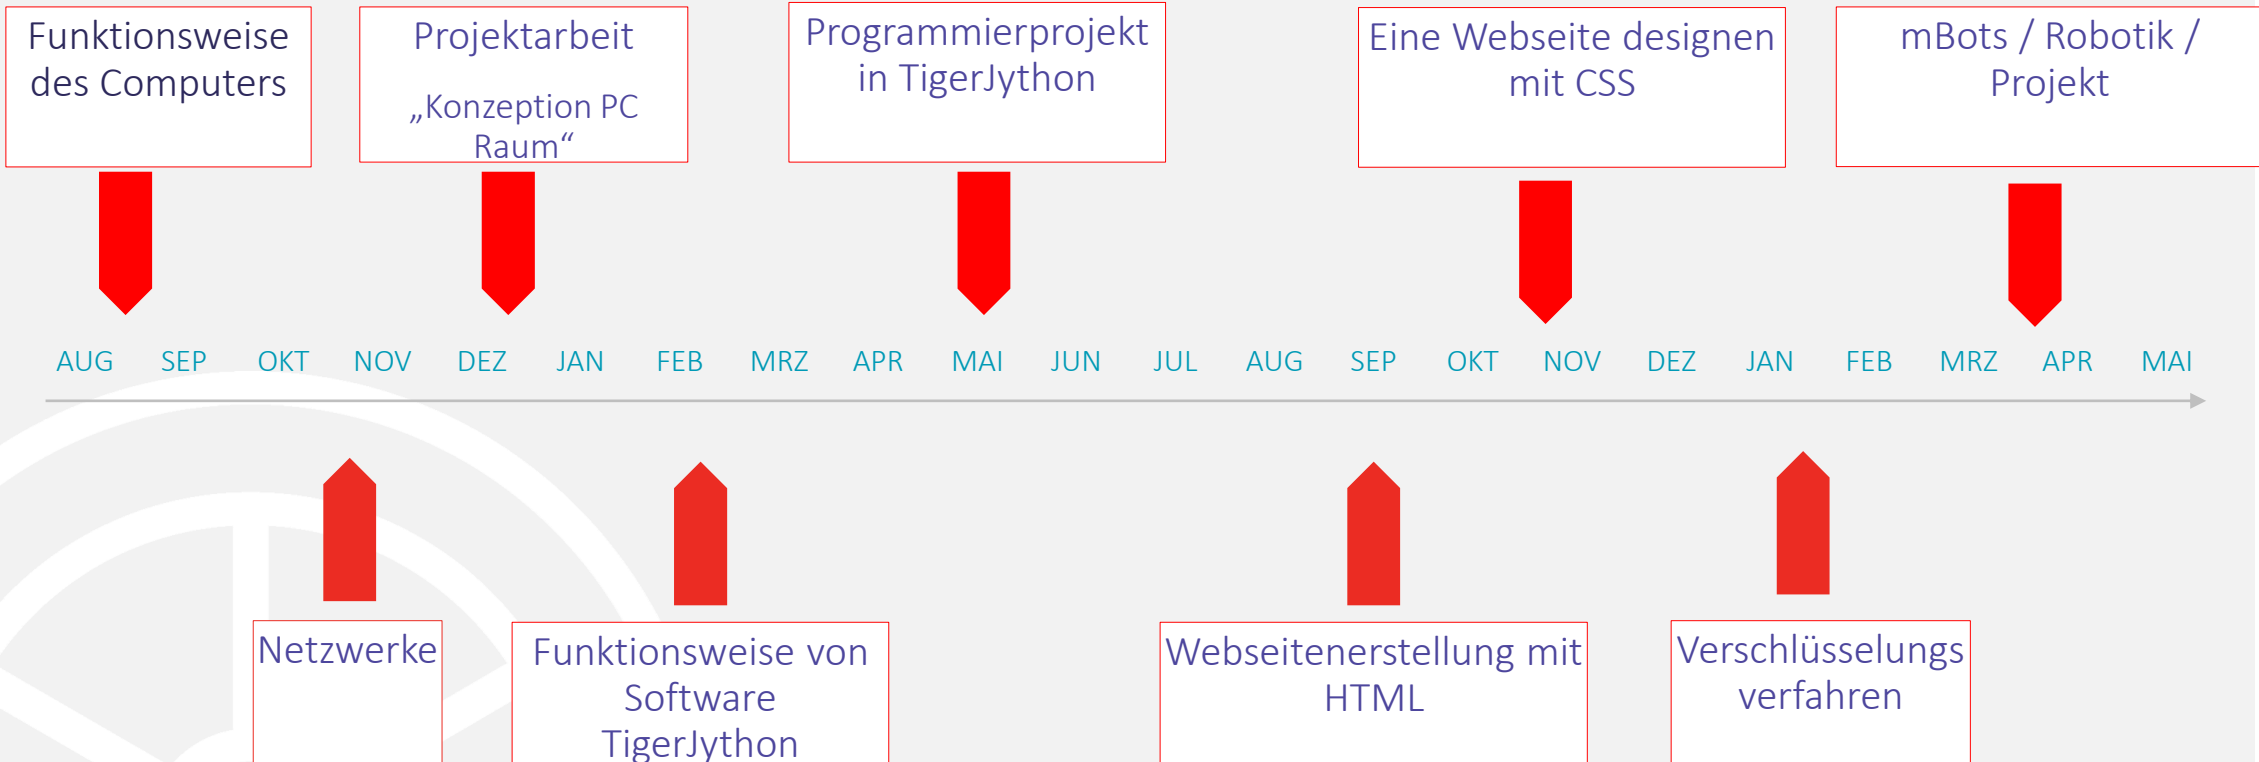 Funktionsweise
des Computers
Projektarbeit
„Konzeption PC
Raum“
Programmierprojekt
in TigerJython
Eine Webseite designen
mit CSS
mBots / Robotik /
Projekt
AUG SEP OKT NOV DEZ JAN FEB MRZ APR MAI JUN JUL AUG SEP OKT NOV DEZ JAN FEB MRZ APR MAI
Netzwerke
Funktionsweise von
Software
TigerJython
Webseitenerstellung mit
HTML
Verschlüsselungs
verfahren